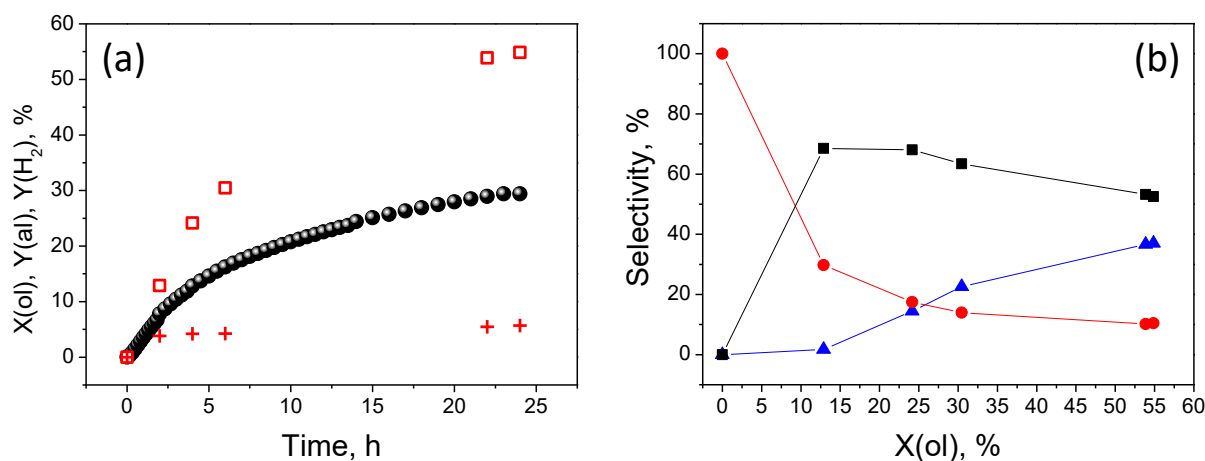 (a)
X(ol), Y(al), Y(H₂), %
60
50
40
30
20
10
0
0 5 10 15 20 25
Time, h
(b)
Selectivity, %
100
80
60
40
20
0
0 5 10 15 20 25 30 35 40 45 50 55 60
X(ol), %